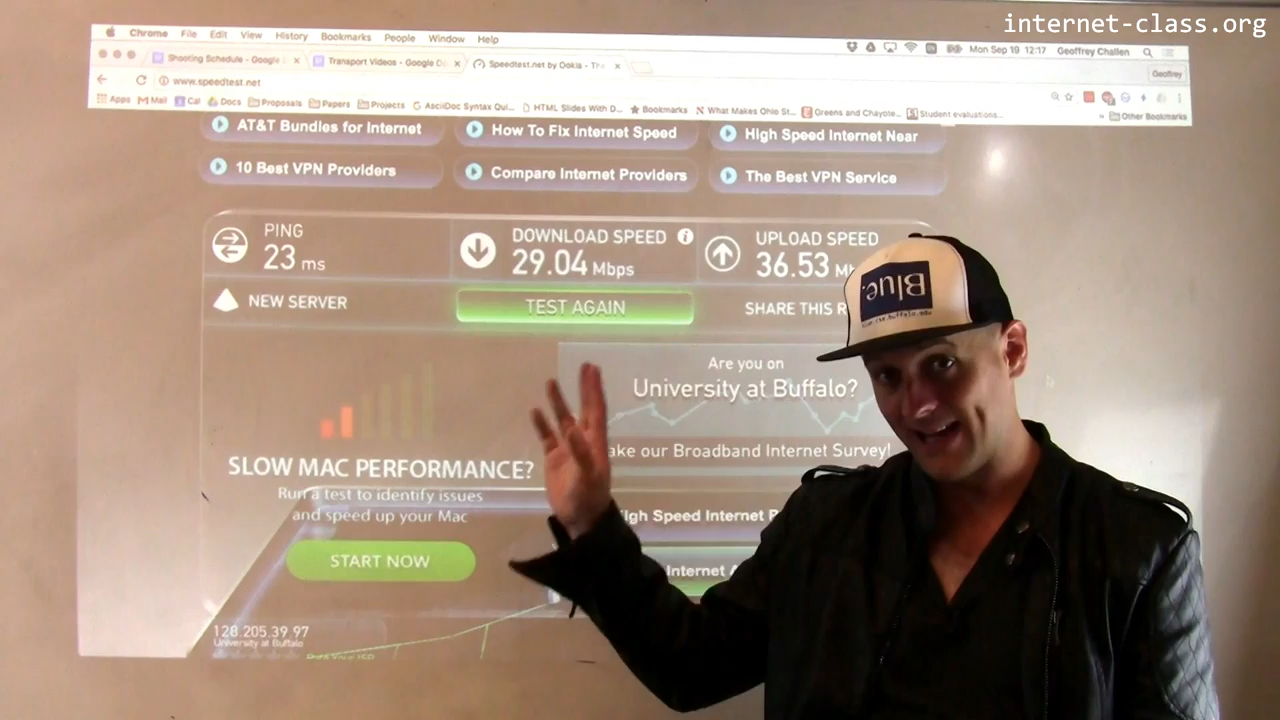 internet-class.org
Chrome File Edit View History Bookmarks People Window Help
Mon Sep 19 12:17 Geoffrey Challen
Shooting Schedule - Google Transport Videos - Google D Speedtest.net by Ookla - The
Geoffrey
www.speedtest.net
Apps Mail Cal Docs Proposals Papers Projects AsciiDoc Syntax Qui... HTML Slides With D... Bookmarks What Makes Ohio St... Greens and Chayote... Student evaluations... » Other Bookmarks
AT&T Bundles for Internet How To Fix Internet Speed High Speed Internet Near
10 Best VPN Providers Compare Internet Providers The Best VPN Service
PING DOWNLOAD SPEED UPLOAD SPEED
23 ms 29.04 Mbps 36.53 Mb
NEW SERVER TEST AGAIN SHARE THIS R
Blue.
Are you on
University at Buffalo?
ake our Broadband Internet Survey!
SLOW MAC PERFORMANCE?
Run a test to identify issues
and speed up your Mac
START NOW
igh Speed Internet P
Internet A
128.205.39.97
University at Buffalo